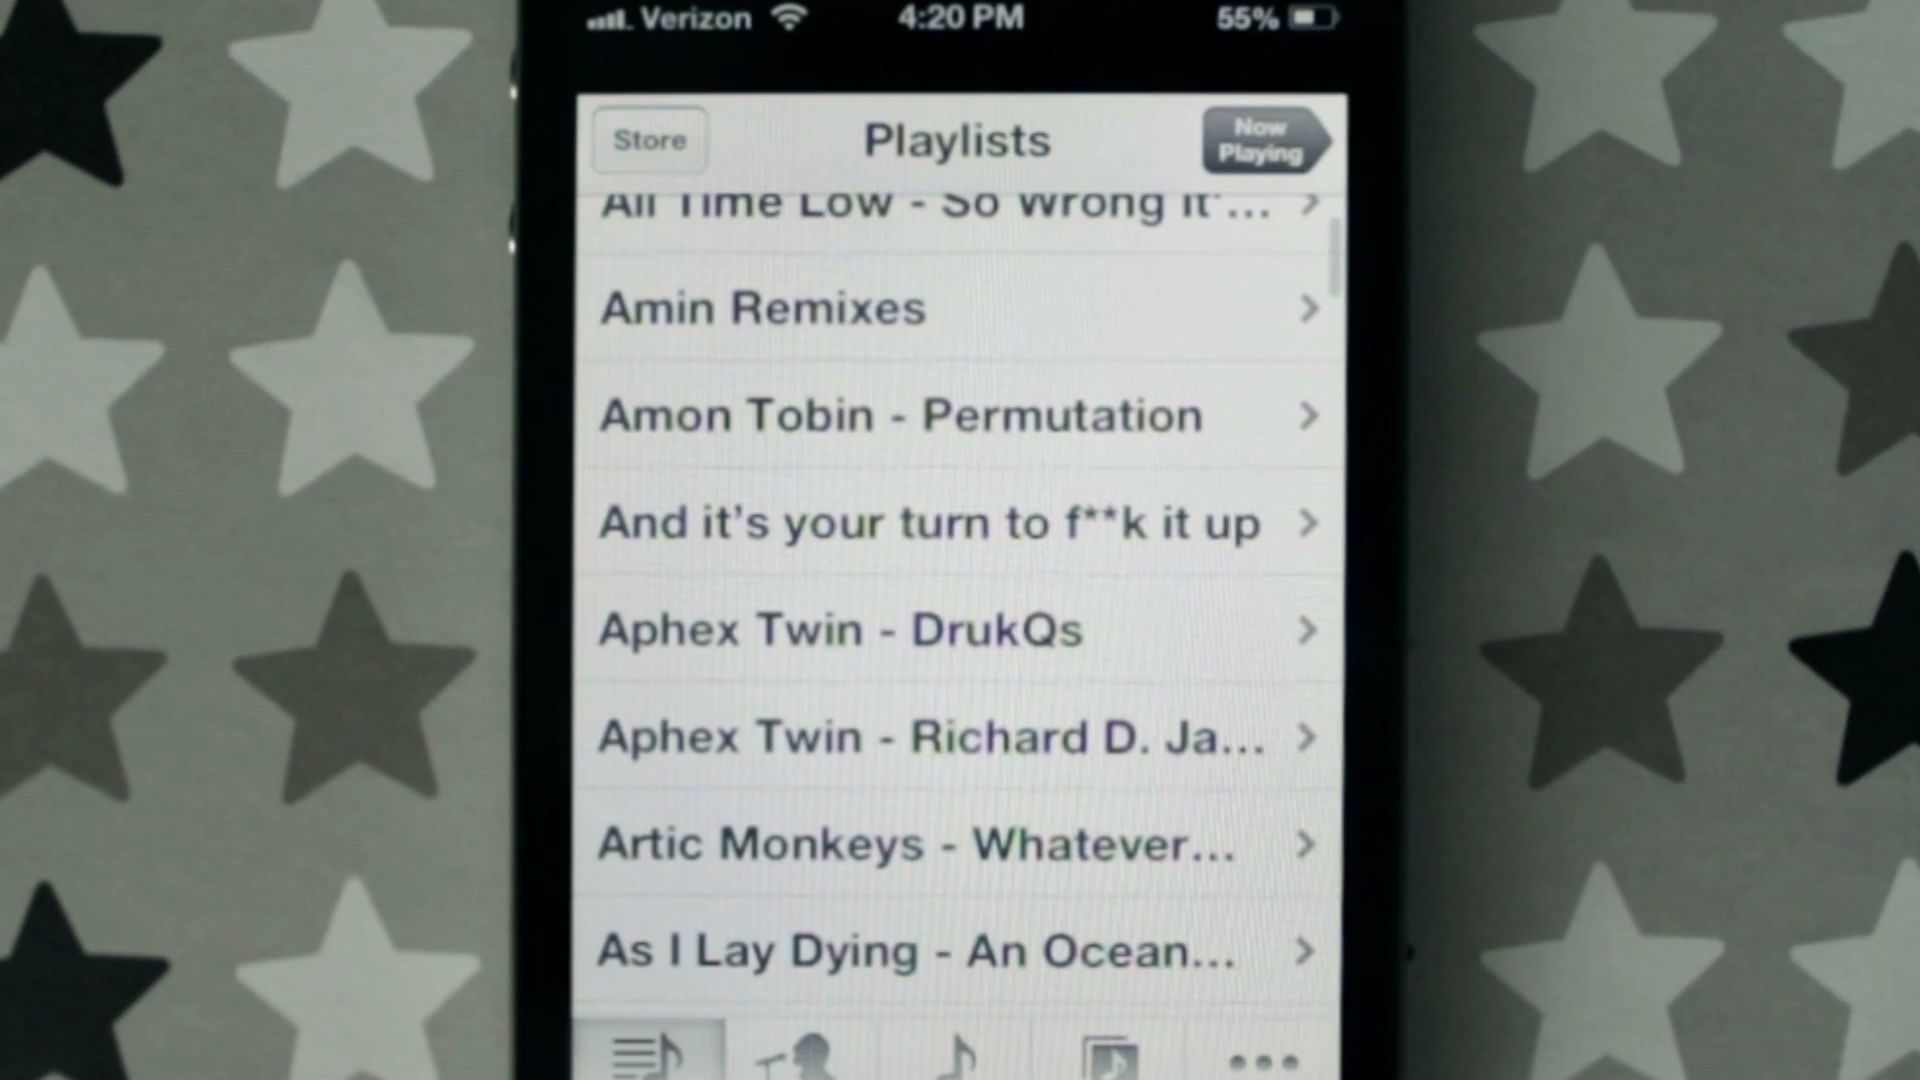 Verizon 4:20 PM 55%
Store Playlists Now Playing
All Time Low - So Wrong It'...
Amin Remixes
Amon Tobin - Permutation
And it's your turn to f**k it up
Aphex Twin - DrukQs
Aphex Twin - Richard D. Ja...
Artic Monkeys - Whatever...
As I Lay Dying - An Ocean...